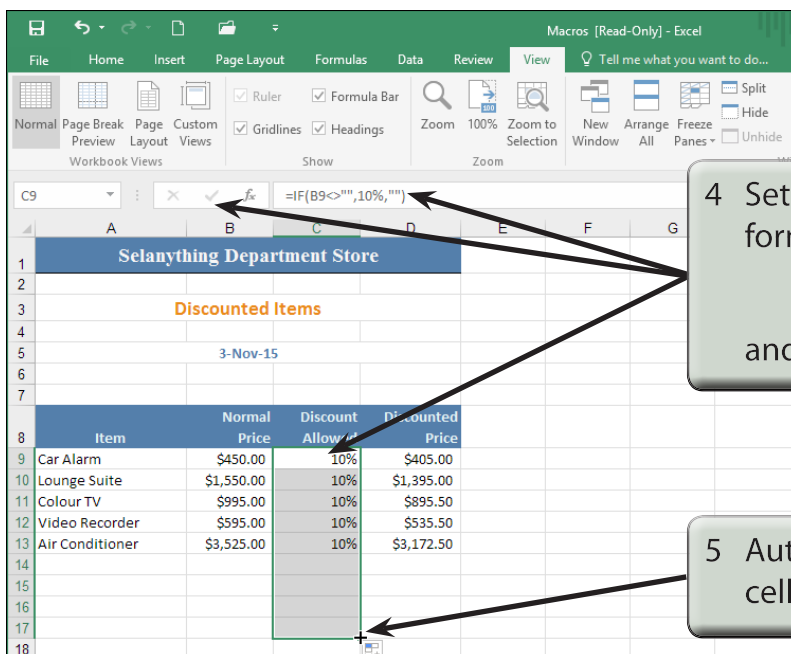 Macros [Read-Only] - Excel
File Home Insert Page Layout Formulas Data Review View Tell me what you want to do...
Normal Page Break Preview Page Layout Custom Views
Workbook Views
Ruler Formula Bar
Gridlines Headings
Show
Zoom 100% Zoom to Selection
Zoom
New Window Arrange All Freeze Panes
Split
Hide
Unhide
C9 fx =IF(B9<>"",10%,"")
A B C D E F G
1 Selanything Department Store
2
3 Discounted Items
4
5 3-Nov-15
6
7
Normal Discount Discounted
8 Item Price Allowed Price
9 Car Alarm $450.00 10% $405.00
10 Lounge Suite $1,550.00 10% $1,395.00
11 Colour TV $995.00 10% $895.50
12 Video Recorder $595.00 10% $535.50
13 Air Conditioner $3,525.00 10% $3,172.50
14
15
16
17
18
4 Set
and
5